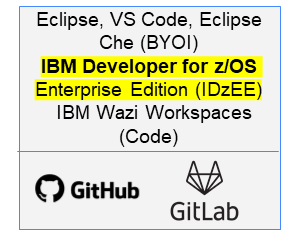 Eclipse, VS Code, Eclipse
Che (BYOI)
IBM Developer for z/OS
Enterprise Edition (IDzEE)
IBM Wazi Workspaces
(Code)
GitHub
GitLab